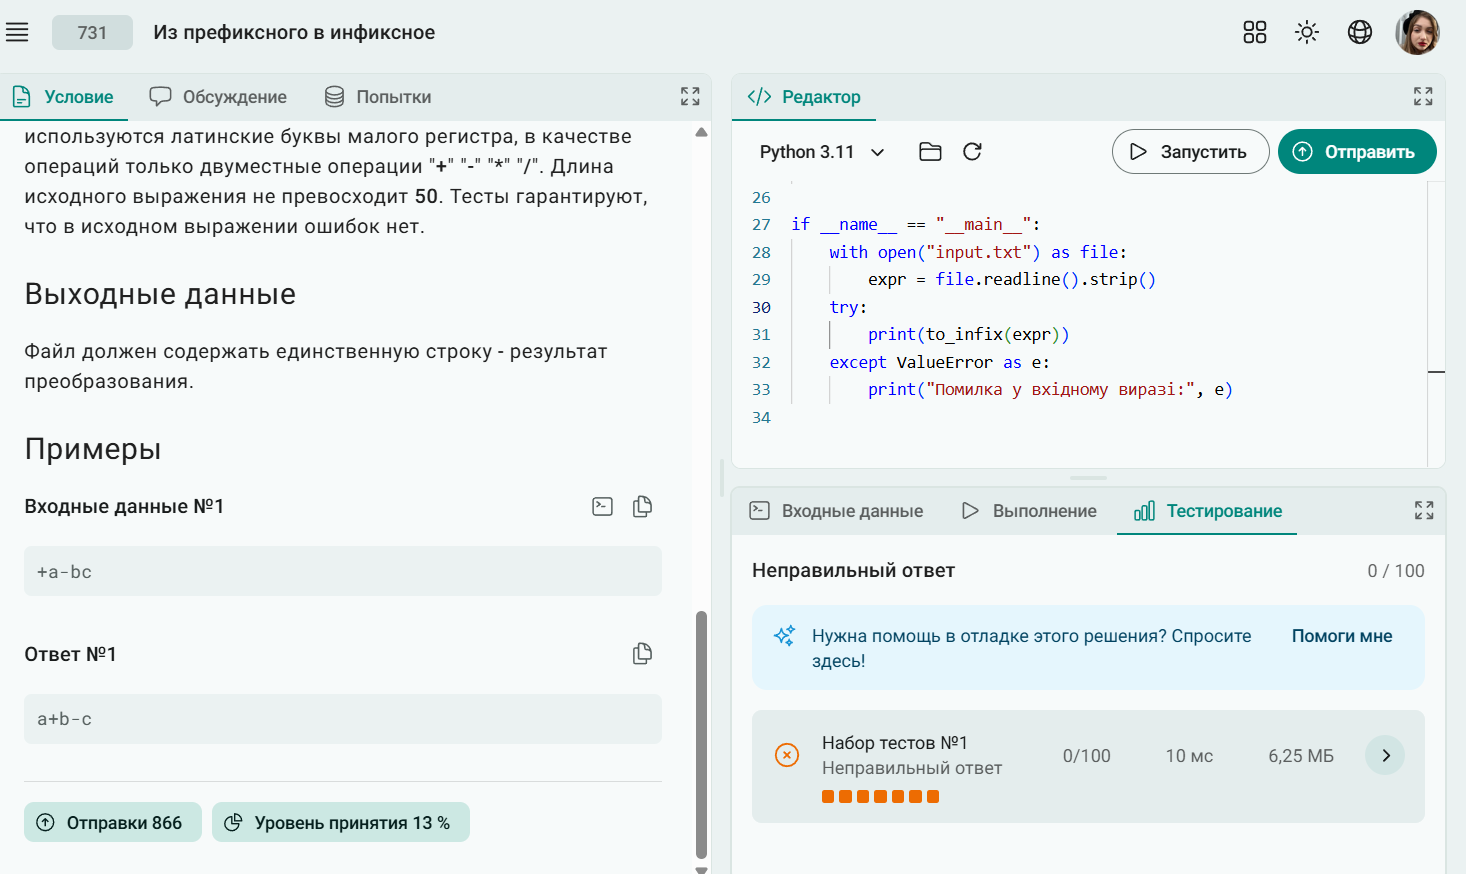 731
Из префиксного в инфиксное
Условие
Обсуждение
Попытки
используются латинские буквы малого регистра, в качестве
операций только двуместные операции "+" "-" "*" "/". Длина
исходного выражения не превосходит 50. Тесты гарантируют,
что в исходном выражении ошибок нет.
Выходные данные
Файл должен содержать единственную строку - результат
преобразования.
Примеры
Входные данные №1
+a-bc
Ответ №1
a+b-c
Отправки 866
Уровень принятия 13 %
Редактор
Python 3.11
Запустить
Отправить
26
27 if __name__ == "__main__":
28     with open("input.txt") as file:
29         expr = file.readline().strip()
30     try:
31         print(to_infix(expr))
32     except ValueError as e:
33         print("Помилка у вхідному виразі:", e)
34
Входные данные
Выполнение
Тестирование
Неправильный ответ
0 / 100
Нужна помощь в отладке этого решения? Спросите
здесь!
Помоги мне
Набор тестов №1
Неправильный ответ
0/100
10 мс
6,25 МБ